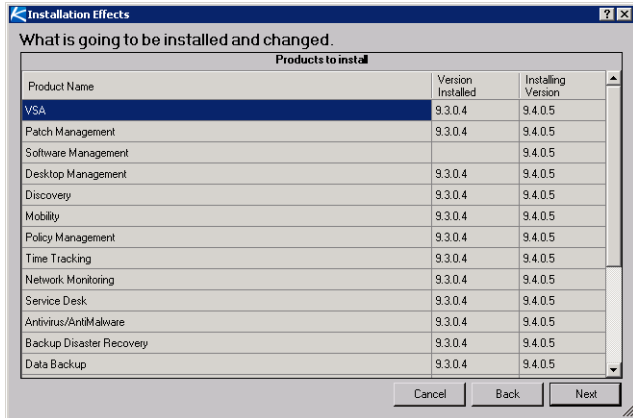 Installation Effects
What is going to be installed and changed.
Products to install
Product Name Version Installed Installing Version
VSA 9.3.0.4 9.4.0.5
Patch Management 9.3.0.4 9.4.0.5
Software Management 9.4.0.5
Desktop Management 9.3.0.4 9.4.0.5
Discovery 9.3.0.4 9.4.0.5
Mobility 9.3.0.4 9.4.0.5
Policy Management 9.3.0.4 9.4.0.5
Time Tracking 9.3.0.4 9.4.0.5
Network Monitoring 9.3.0.4 9.4.0.5
Service Desk 9.3.0.4 9.4.0.5
Antivirus/AntiMalware 9.3.0.4 9.4.0.5
Backup Disaster Recovery 9.3.0.4 9.4.0.5
Data Backup 9.3.0.4 9.4.0.5
Cancel Back Next